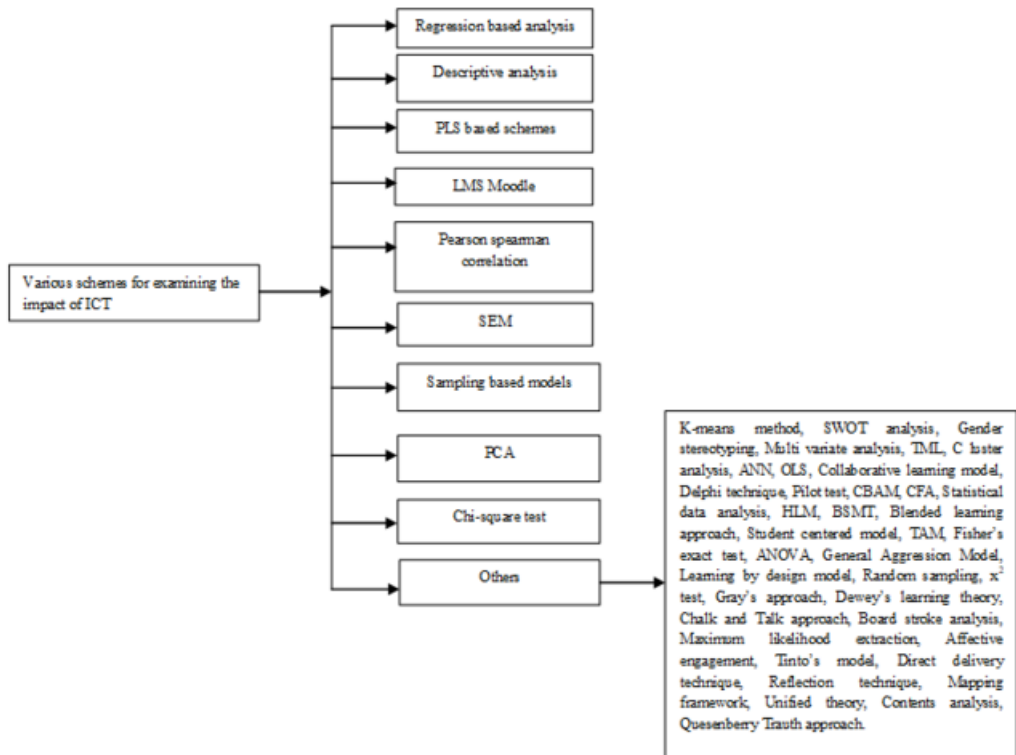 Regression based analysis
Descriptive analysis
PLS based schemes
LMS Moodle
Pearson spearman
correlation
Various schemes for examining the
impact of ICT
SEM
Sampling based models
PCA
Chi-square test
Others
K-means method, SWOT analysis, Gender
stereotyping, Multi variate analysis, TML, C luster
analysis, ANN, OLS, Collaborative learning model,
Delphi technique, Pilot test, CBAM, CFA, Statistical
data analysis, HLM, BSMT, Blended learning
approach, Student centered model, TAM, Fisher's
exact test, ANOVA, General Aggression Model,
Learning by design model, Random sampling, x²
test, Gray's approach, Dewey's learning theory,
Chalk and Talk approach, Board stroke analysis,
Maximum likelihood extraction, Affective
engagement, Tinto's model, Direct delivery
technique, Reflection technique, Mapping
framework, Unified theory, Contents analysis,
Quesenberry Trauth approach.